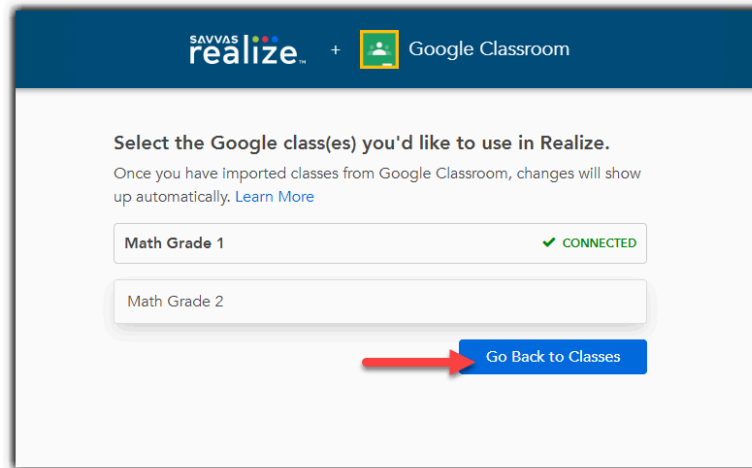 SAVVAS
realize™ + Google Classroom
Select the Google class(es) you'd like to use in Realize.
Once you have imported classes from Google Classroom, changes will show
up automatically. Learn More
Math Grade 1 CONNECTED
Math Grade 2
Go Back to Classes